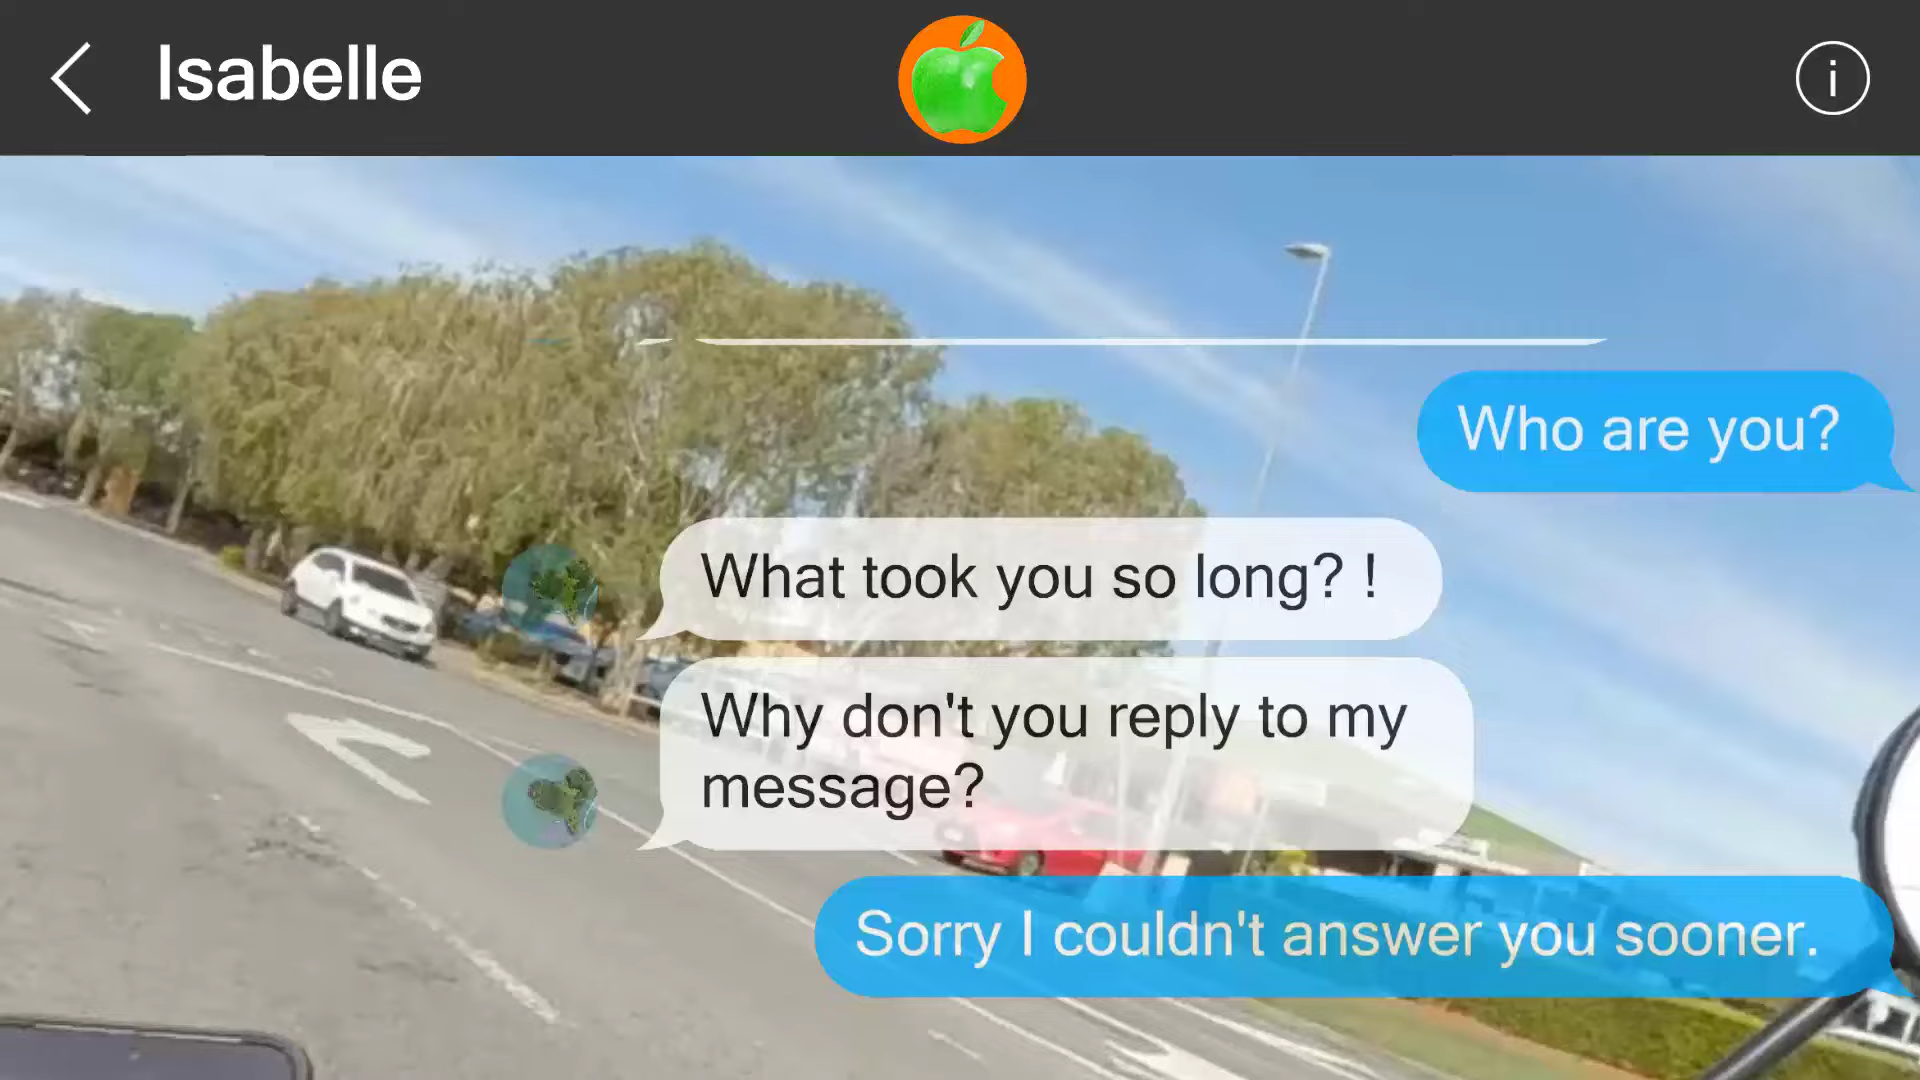 Isabelle
Who are you?
What took you so long? !
Why don't you reply to my
message?
Sorry I couldn't answer you sooner.